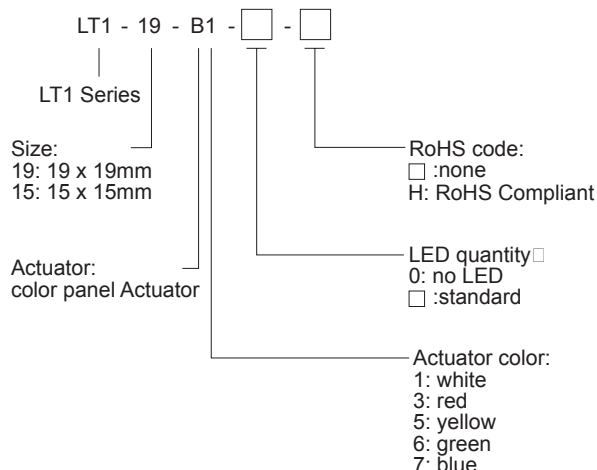 LT1 - 19 - B1 - □ - □
LT1 Series
Size:
19: 19 x 19mm
15: 15 x 15mm
Actuator:
color panel Actuator
RoHS code:
□ :none
H: RoHS Compliant
LED quantity□
0: no LED
□ :standard
Actuator color:
1: white
3: red
5: yellow
6: green
7: blue